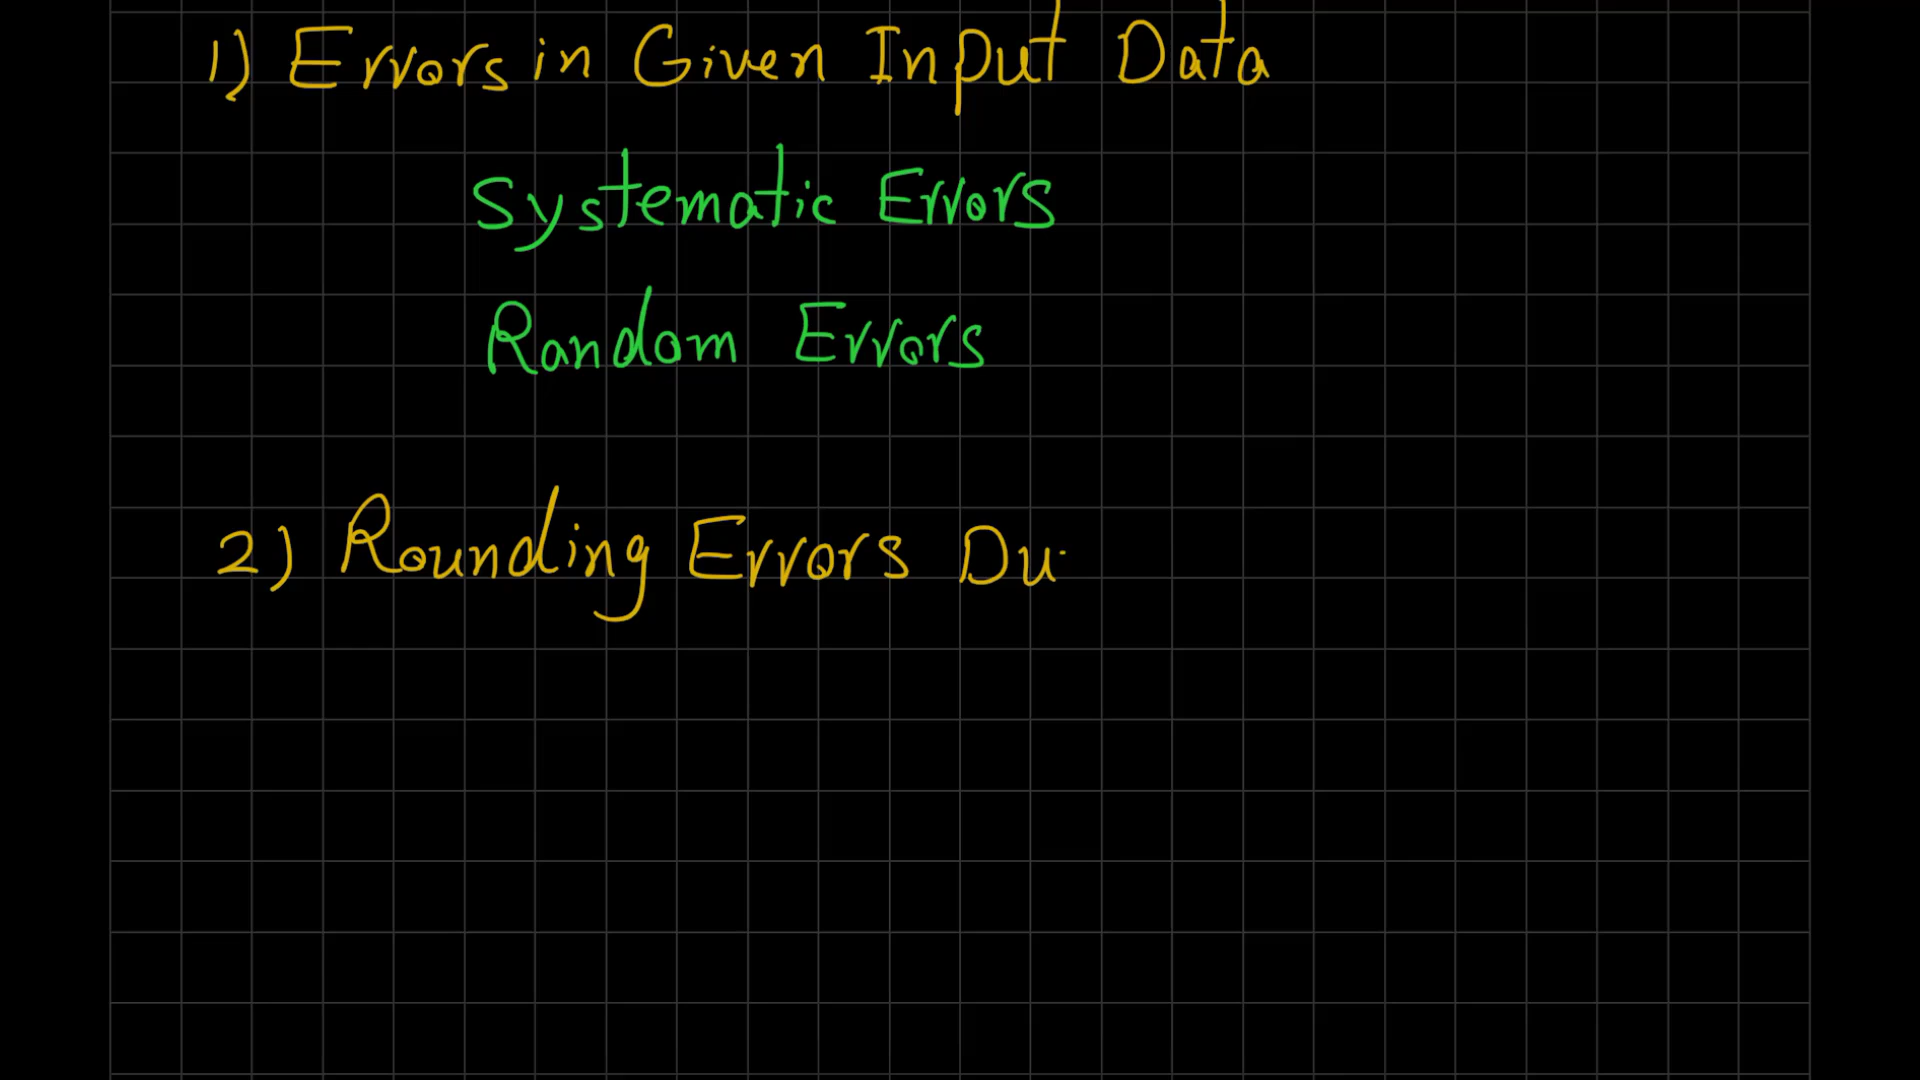 1) Errors in Given Input Data
Systematic Errors
Random Errors
2) Rounding Errors Du